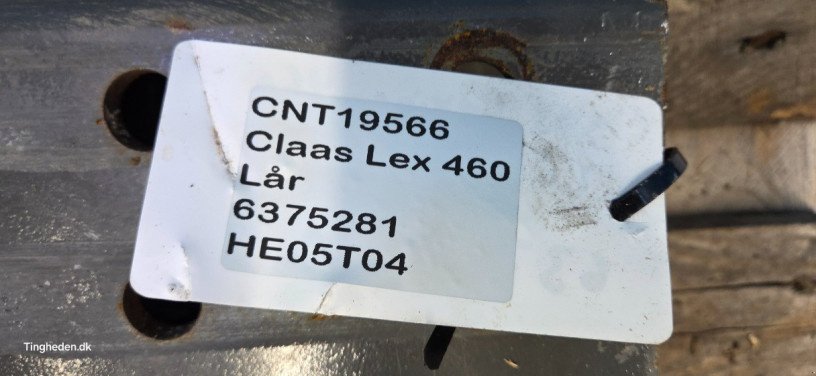 CNT19566
Claas Lex 460
Lår
6375281
HE05T04
Tingheden.dk